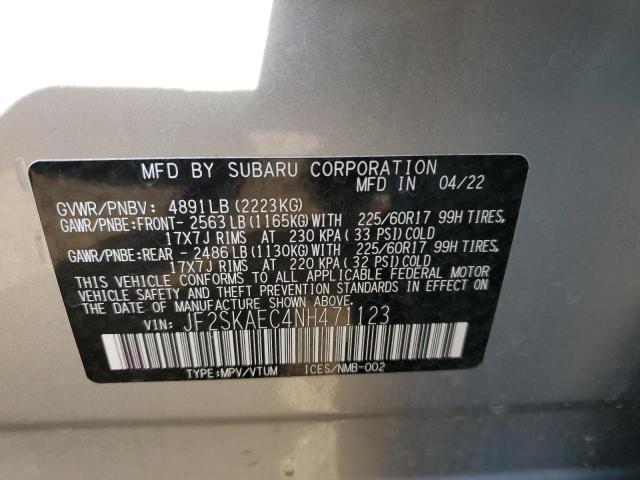 MFD BY SUBARU CORPORATION
MFD IN 04/22
GVWR/PNBV: 4891LB (2223KG)
GAWR/PNBE:FRONT- 2563LB (1165KG)WITH 225/60R17 99H TIRES,
17X7J RIMS AT 230 KPA ( 33 PSI) COLD
GAWR/PNBE:REAR - 2486LB (1130KG)WITH 225/60R17 99H TIRES,
17X7J RIMS AT 220 KPA ( 32 PSI) COLD
THIS VEHICLE CONFORMS TO ALL APPLICABLE FEDERAL MOTOR
VEHICLE SAFETY AND THEFT PREVENTION STANDARDS IN EFFECT ON
THE DATE OF MANUFACTURE SHOWN ABOVE.
VIN: JF2SKAEC4NH471123
TYPE:MPV/VTUM ICES/NMB-002